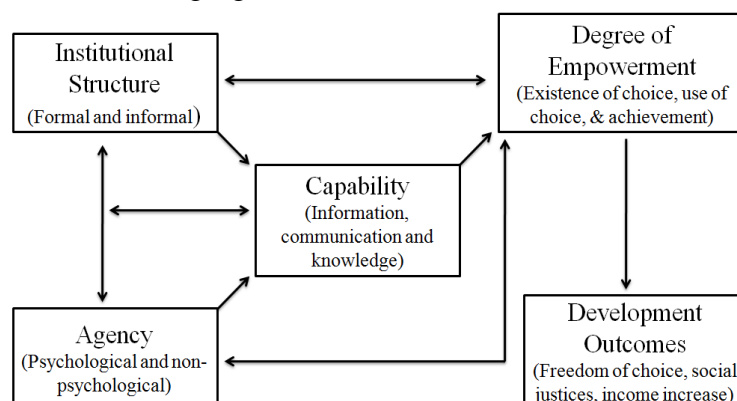 Institutional
Structure
(Formal and informal)
Degree of
Empowerment
(Existence of choice, use of
choice, & achievement)
Capability
(Information,
communication and
knowledge)
Agency
(Psychological and non-
psychological)
Development
Outcomes
(Freedom of choice, social
justices, income increase)